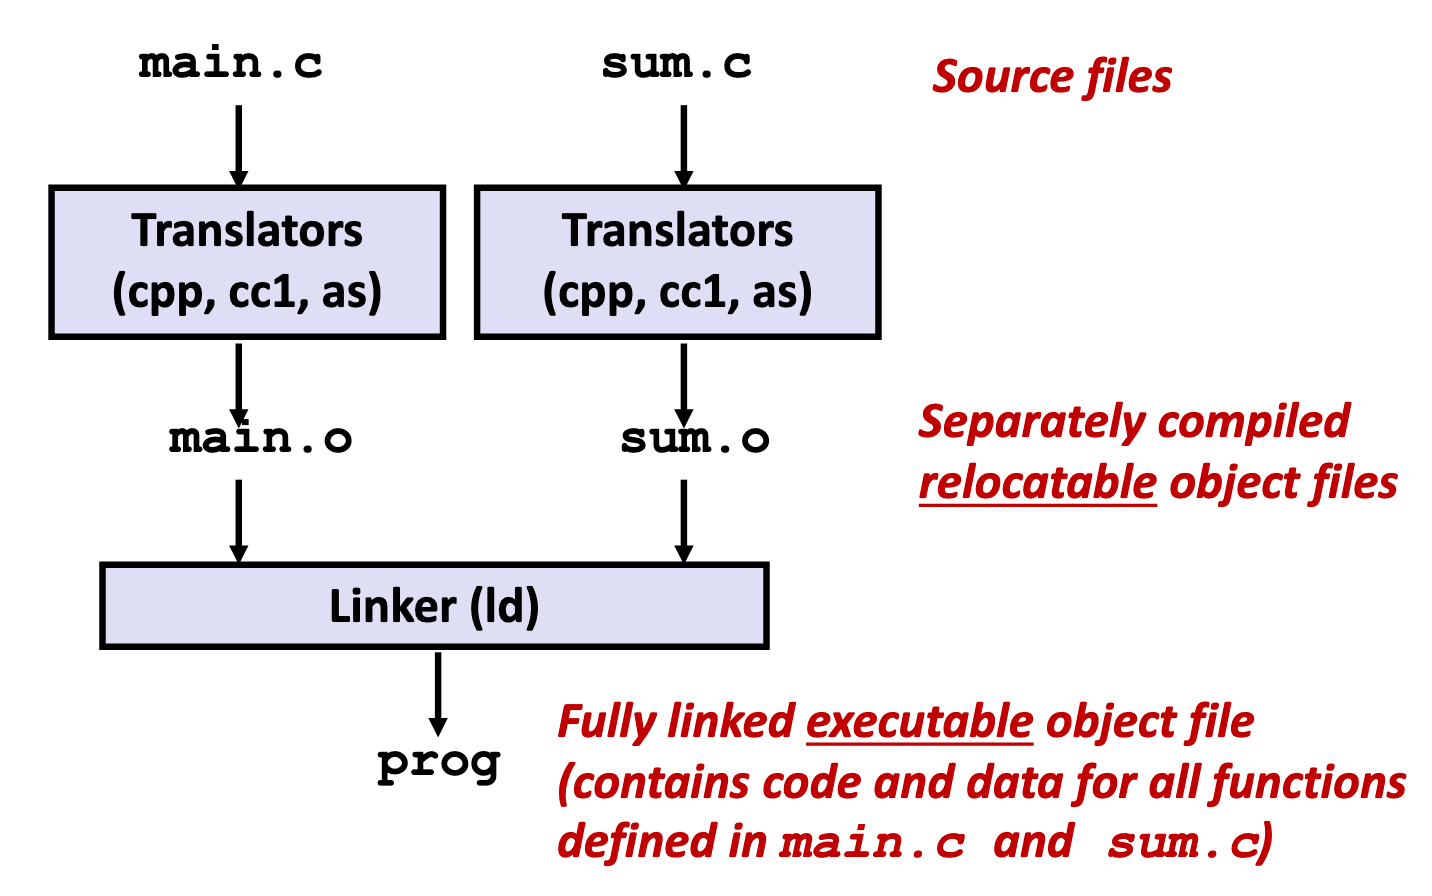 main.c
sum.c
Source files
Translators
(cpp, cc1, as)
Translators
(cpp, cc1, as)
main.o
sum.o
Separately compiled
relocatable object files
Linker (ld)
prog
Fully linked executable object file
(contains code and data for all functions
defined in main.c and sum.c)